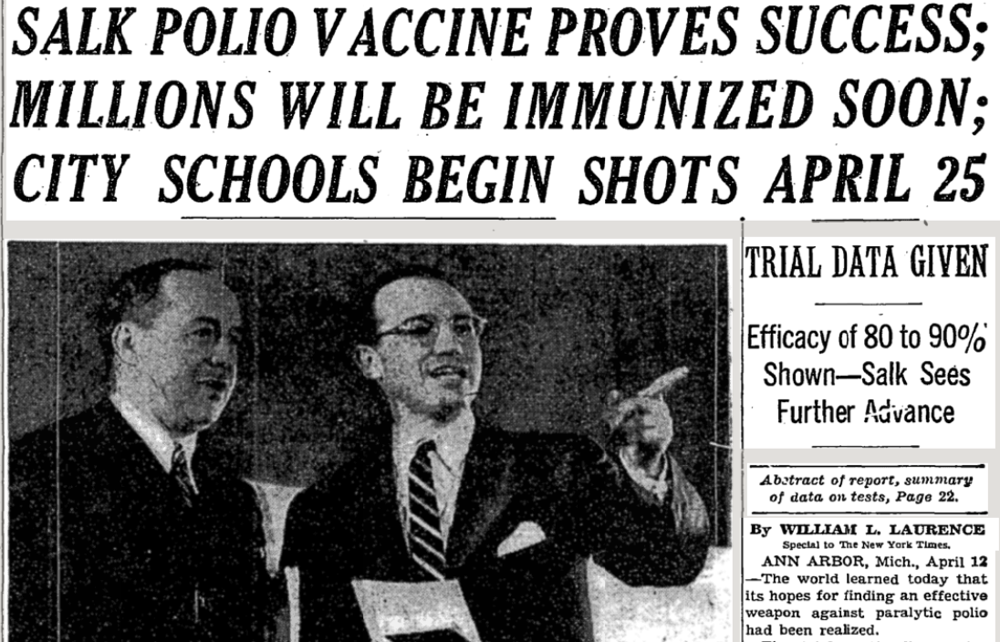 SALK POLIO VACCINE PROVES SUCCESS;
MILLIONS WILL BE IMMUNIZED SOON;
CITY SCHOOLS BEGIN SHOTS APRIL 25
TRIAL DATA GIVEN
Efficacy of 80 to 90%
Shown—Salk Sees
Further Advance
Abstract of report, summary
of data on tests, Page 22.
By WILLIAM L. LAURENCE
Special to The New York Times.
ANN ARBOR, Mich., April 12
—The world learned today that
its hopes for finding an effective
weapon against paralytic polio
had been realized.